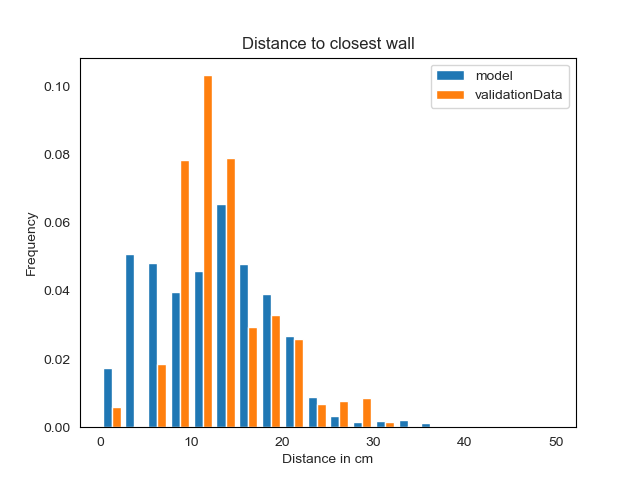 Distance to closest wall
model
validationData
0.10
0.08
0.06
0.04
0.02
0.00
Frequency
0 10 20 30 40 50
Distance in cm